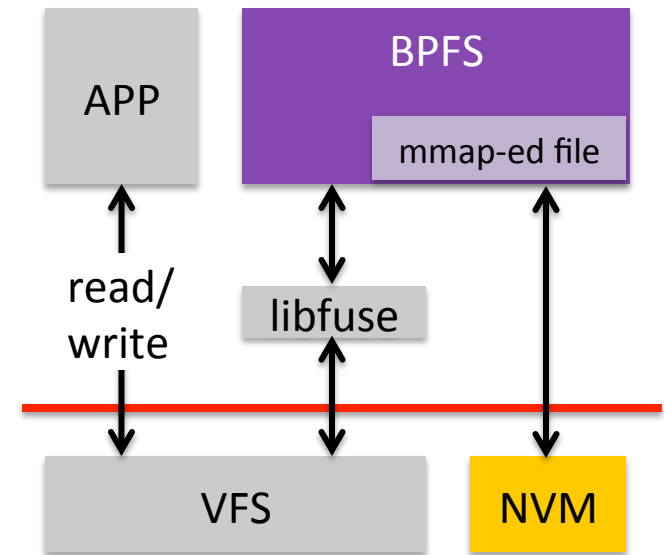 BPFS
APP
mmap-ed file
read/
write
libfuse
VFS
NVM